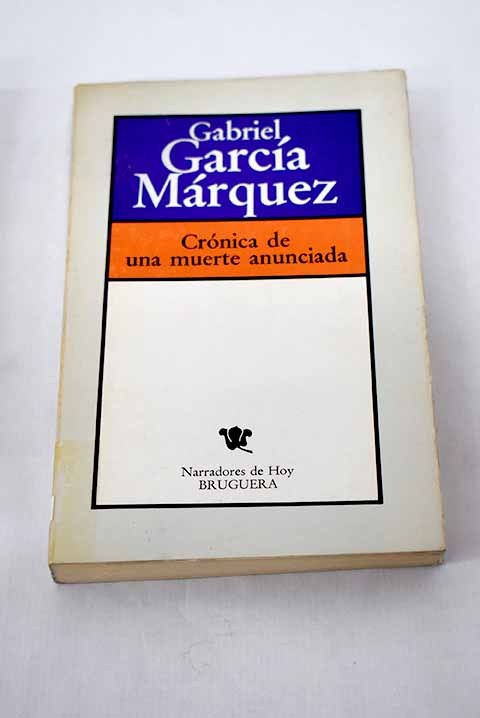 Gabriel
García
Márquez
Crónica de
una muerte anunciada
Narradores de Hoy
BRUGUERA